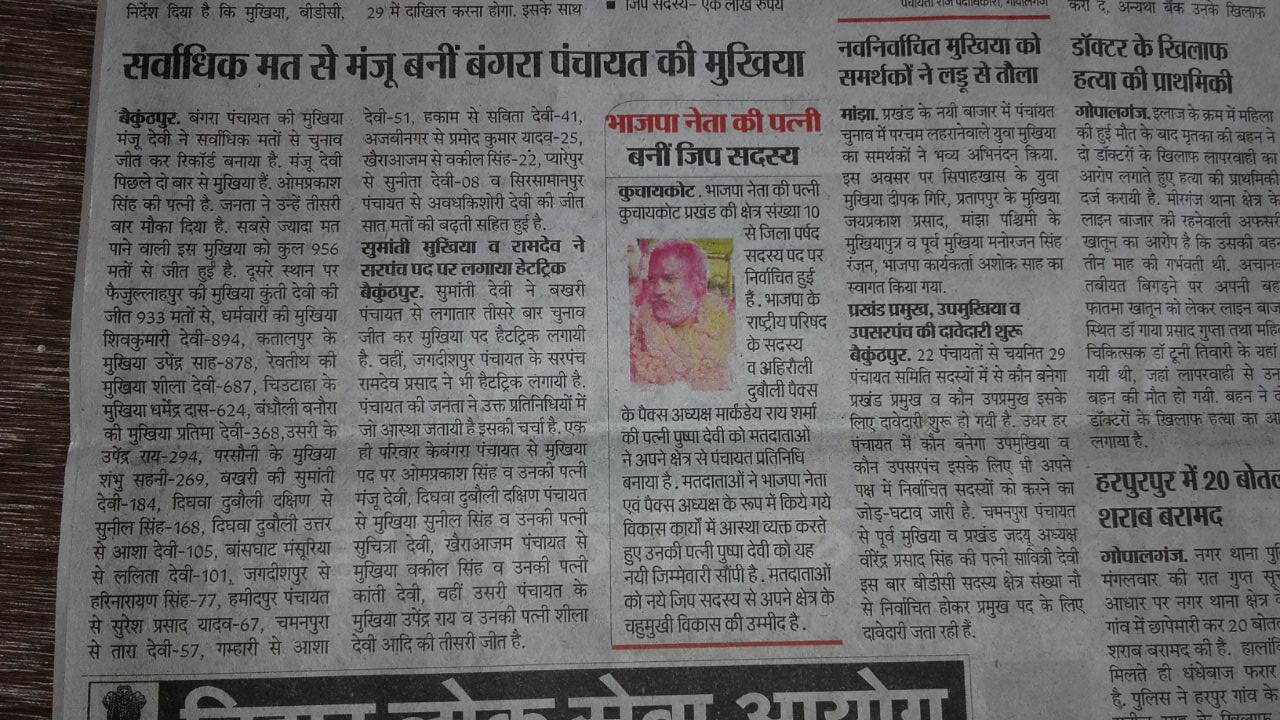 निर्देश दिया है कि मुखिया, बीडीसी,
29 में दाखिल करना होगा. इसके साथ
■ जिप सदस्य- एक लाख रुपये
पंचायती राज पदाधिकारी, गोपालगंज
करा दे, अन्यथा बैंक उनके खिलाफ
सर्वाधिक मत से मंजू बनीं बंगरा पंचायत की मुखिया
बैकुंठपुर. बंगरा पंचायत की मुखिया
मंजू देवी ने सर्वाधिक मतों से चुनाव
जीत कर रिकॉर्ड बनाया है. मंजू देवी
पिछले दो बार से मुखिया है. ओमप्रकाश
सिंह की पत्नी है. जनता ने उन्हें तीसरी
बार मौका दिया है. सबसे ज्यादा मत
पाने वाली इस मुखिया को कुल 956
मतों से जीत हुई है. दूसरे स्थान पर
फैजुल्लाहपुर की मुखिया कुंती देवी की
जीत 933 मतों से, धर्मवारी की मुखिया
शिवकुमारी देवी-894, कतालपुर के
मुखिया उपेंद्र साह-878, रेवतीथ की
मुखिया शीला देवी-687, चिउटाहा के
मुखिया धर्मेंद्र दास-624, बंधौली बनौरा
की मुखिया प्रतिमा देवी-368,उसरी के
उपेंद्र राय-294, परसौनी के मुखिया
शंभु सहनी-269, बखरी की सुमांती
देवी-184, दिघवा दुबौली दक्षिण से
सुनील सिंह-168, दिघवा दुबौली उत्तर
से आशा देवी-105, बांसघाट मंसूरिया
से ललिता देवी-101, जगदीशपुर से
हरिनारायण सिंह-77, हमीदपुर पंचायत
से सुरेश प्रसाद यादव-67, चमनपुरा
से तारा देवी-57, गम्हारी से आशा
देवी-51, हकाम से सविता देवी-41,
अजबीनगर से प्रमोद कुमार यादव-25,
खैराआजम से वकील सिंह-22, प्यारेपुर
से सुनीता देवी-08 व सिरसामानपुर
पंचायत से अवधकिशोरी देवी की जीत
सात मतों की बढ़ती सहित हुई है.
सुमांती मुखिया व रामदेव ने
सरपंच पद पर लगाया हेटट्रिक
बैकुंठपुर. सुमांती देवी ने बखरी
पंचायत से लगातार तीसरे बार चुनाव
जीत कर मुखिया पद हैटट्रिक लगायी
है. वहीं, जगदीशपुर पंचायत के सरपंच
रामदेव प्रसाद ने भी हैटट्रिक लगायी है.
पंचायत की जनता ने उक्त प्रतिनिधियों में
जो आस्था जतायी है इसकी चर्चा है. एक
ही परिवार केबंगरा पंचायत से मुखिया
पद पर ओमप्रकाश सिंह व उनकी पत्नी
मंजू देवी, दिघवा दुबौली दक्षिण पंचायत
से मुखिया सुनील सिंह व उनकी पत्नी
सुचित्रा देवी, खैराआजम पंचायत से
मुखिया वकील सिंह व उनकी पत्नी
कांती देवी, वहीं उसरी पंचायत के
मुखिया उपेंद्र राय व उनकी पत्नी शीला
देवी आदि की तीसरी जीत है.
भाजपा नेता की पत्नी
बनीं जिप सदस्य
कुचायकोट. भाजपा नेता की पत्नी
कुचायकोट प्रखंड की क्षेत्र संख्या 10
से जिला पर्षद
सदस्य पद पर
निर्वाचित हुई
हैं. भाजपा के
राष्ट्रीय परिषद
के सदस्य
व अहिरौली
दुबौली पैक्स
के पैक्स अध्यक्ष मार्कंडेय राय शर्मा
की पत्नी पुष्पा देवी को मतदाताओं
ने अपने क्षेत्र से पंचायत प्रतिनिधि
बनाया है. मतदाताओं ने भाजपा नेता
एवं पैक्स अध्यक्ष के रूप में किये गये
विकास कार्यों में आस्था व्यक्त करते
हुए उनकी पत्नी पुष्पा देवी को यह
नयी जिम्मेवारी सौंपी है. मतदाताओं
को नये जिप सदस्य से अपने क्षेत्र के
चहुमुखी विकास की उम्मीद है.
नवनिर्वाचित मुखिया को
समर्थकों ने लड्डू से तौला
मांझा. प्रखंड के नयी बाजार में पंचायत
चुनाव में परचम लहरानेवाले युवा मुखिया
का समर्थकों ने भव्य अभिनंदन किया.
इस अवसर पर सिपाहखास के युवा
मुखिया दीपक गिरि, प्रतापपुर के मुखिया
जयप्रकाश प्रसाद, मांझा पश्चिमी के
मुखियापुत्र व पूर्व मुखिया मनोरजन सिंह
रंजन, भाजपा कार्यकर्ता अशोक साह का
स्वागत किया गया.
प्रखंड प्रमुख, उपमुखिया व
उपसरपंच की दावेदारी शुरू
बैकुंठपुर. 22 पंचायतों से चयनित 29
पंचायत समिति सदस्यों में से कौन बनेगा
प्रखंड प्रमुख व कौन उपप्रमुख इसके
लिए दावेदारी शुरू हो गयी है. उधर हर
पंचायत में कौन बनेगा उपमुखिया व
कौन उपसरपंच इसके लिए भी अपने
पक्ष में निर्वाचित सदस्यों को करने का
जोड़-घटाव जारी है. चमनपुरा पंचायत
से पूर्व मुखिया व प्रखंड जदयू अध्यक्ष
वीरेंद्र प्रसाद सिंह की पत्नी सावित्री देवी
इस बार बीडीसी सदस्य क्षेत्र संख्या नौ
से निर्वाचित होकर प्रमुख पद के लिए
दावेदारी जता रही हैं.
डॉक्टर के खिलाफ
हत्या की प्राथमिकी
गोपालगंज. इलाज के क्रम में महिला
की हुई मौत के बाद मृतका की बहन ने
दो डॉक्टरों के खिलाफ लापरवाही का
आरोप लगाते हुए हत्या की प्राथमिकी
दर्ज करायी है. मीरगंज थाना क्षेत्र के
लाइन बाजार की रहनेवाली अफसरी
खातून का आरोप है कि उसकी बहन
तीन माह की गर्भवती थी. अचानक
तबीयत बिगड़ने पर अपनी बहन
फातमा खातून को लेकर लाइन बाजार
स्थित डॉ गाया प्रसाद गुप्ता तथा महिला
चिकित्सक डॉ टूनी तिवारी के यहां
गयी थी, जहां लापरवाही से उन
बहन की मौत हो गयी. बहन ने द
डॉक्टरों के खिलाफ हत्या का आ
लगाया है.
हरपुरपुर में 20 बोतल
शराब बरामद
गोपालगंज. नगर थाना पु
मंगलवार की रात गुप्त सू
आधार पर नगर थाना क्षेत्र के
गांव में छापेमारी कर 20 बोत
शराब बरामद की है. हालां
मिलते ही धंधेबाज फरार
है. पुलिस ने हरपुर गांव के
बिहार लोक सेवा आयोग